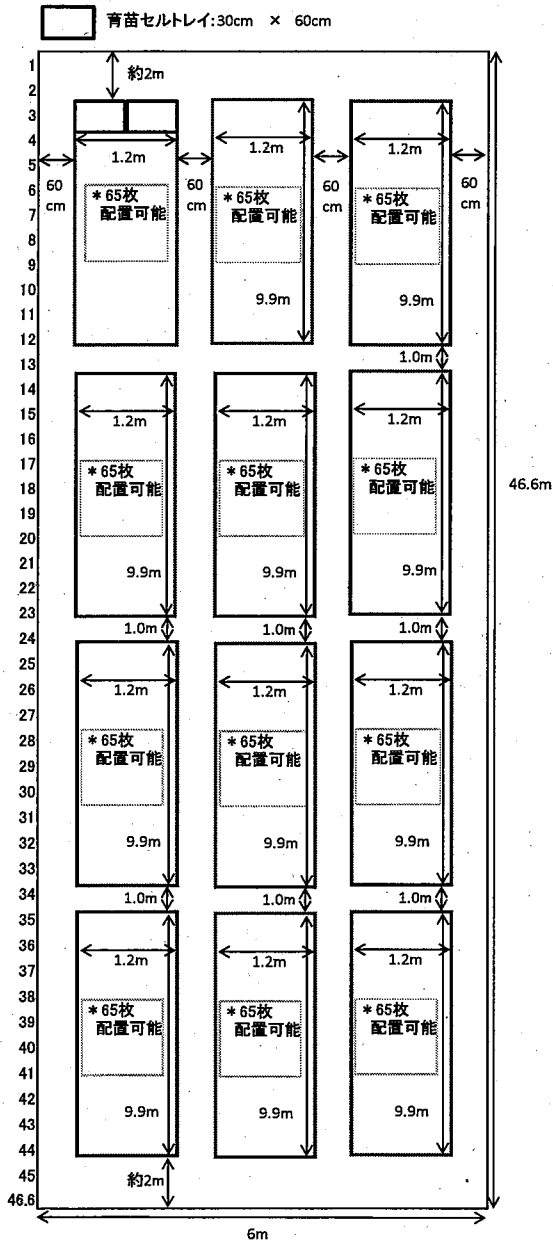 育苗セルトレイ:30cm × 60cm
約2m
1
2
3
4
5
6
7
8
9
10
11
12
13
14
15
16
17
18
19
20
21
22
23
24
25
26
27
28
29
30
31
32
33
34
35
36
37
38
39
40
41
42
43
44
45
46.6
1.2m
1.2m
1.2m
60
cm
60
cm
60
cm
60
cm
*65枚
配置可能
*65枚
配置可能
*65枚
配置可能
9.9m
9.9m
1.0m
1.2m
1.2m
1.2m
*65枚
配置可能
*65枚
配置可能
*65枚
配置可能
46.6m
9.9m
9.9m
9.9m
1.0m
1.0m
1.0m
1.2m
1.2m
1.2m
*65枚
配置可能
*65枚
配置可能
*65枚
配置可能
9.9m
9.9m
9.9m
1.0m
1.0m
1.0m
1.2m
1.2m
1.2m
*65枚
配置可能
*65枚
配置可能
*65枚
配置可能
9.9m
9.9m
9.9m
約2m
6m